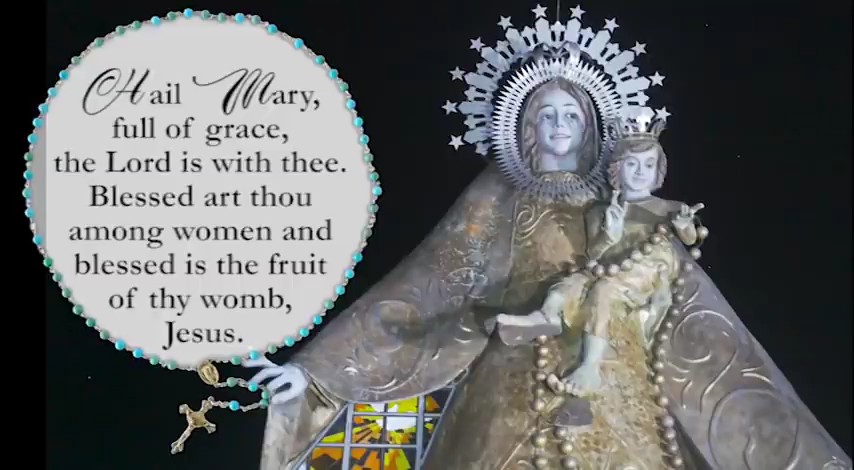 Hail Mary,
full of grace,
the Lord is with thee.
Blessed art thou
among women and
blessed is the fruit
of thy womb,
Jesus.